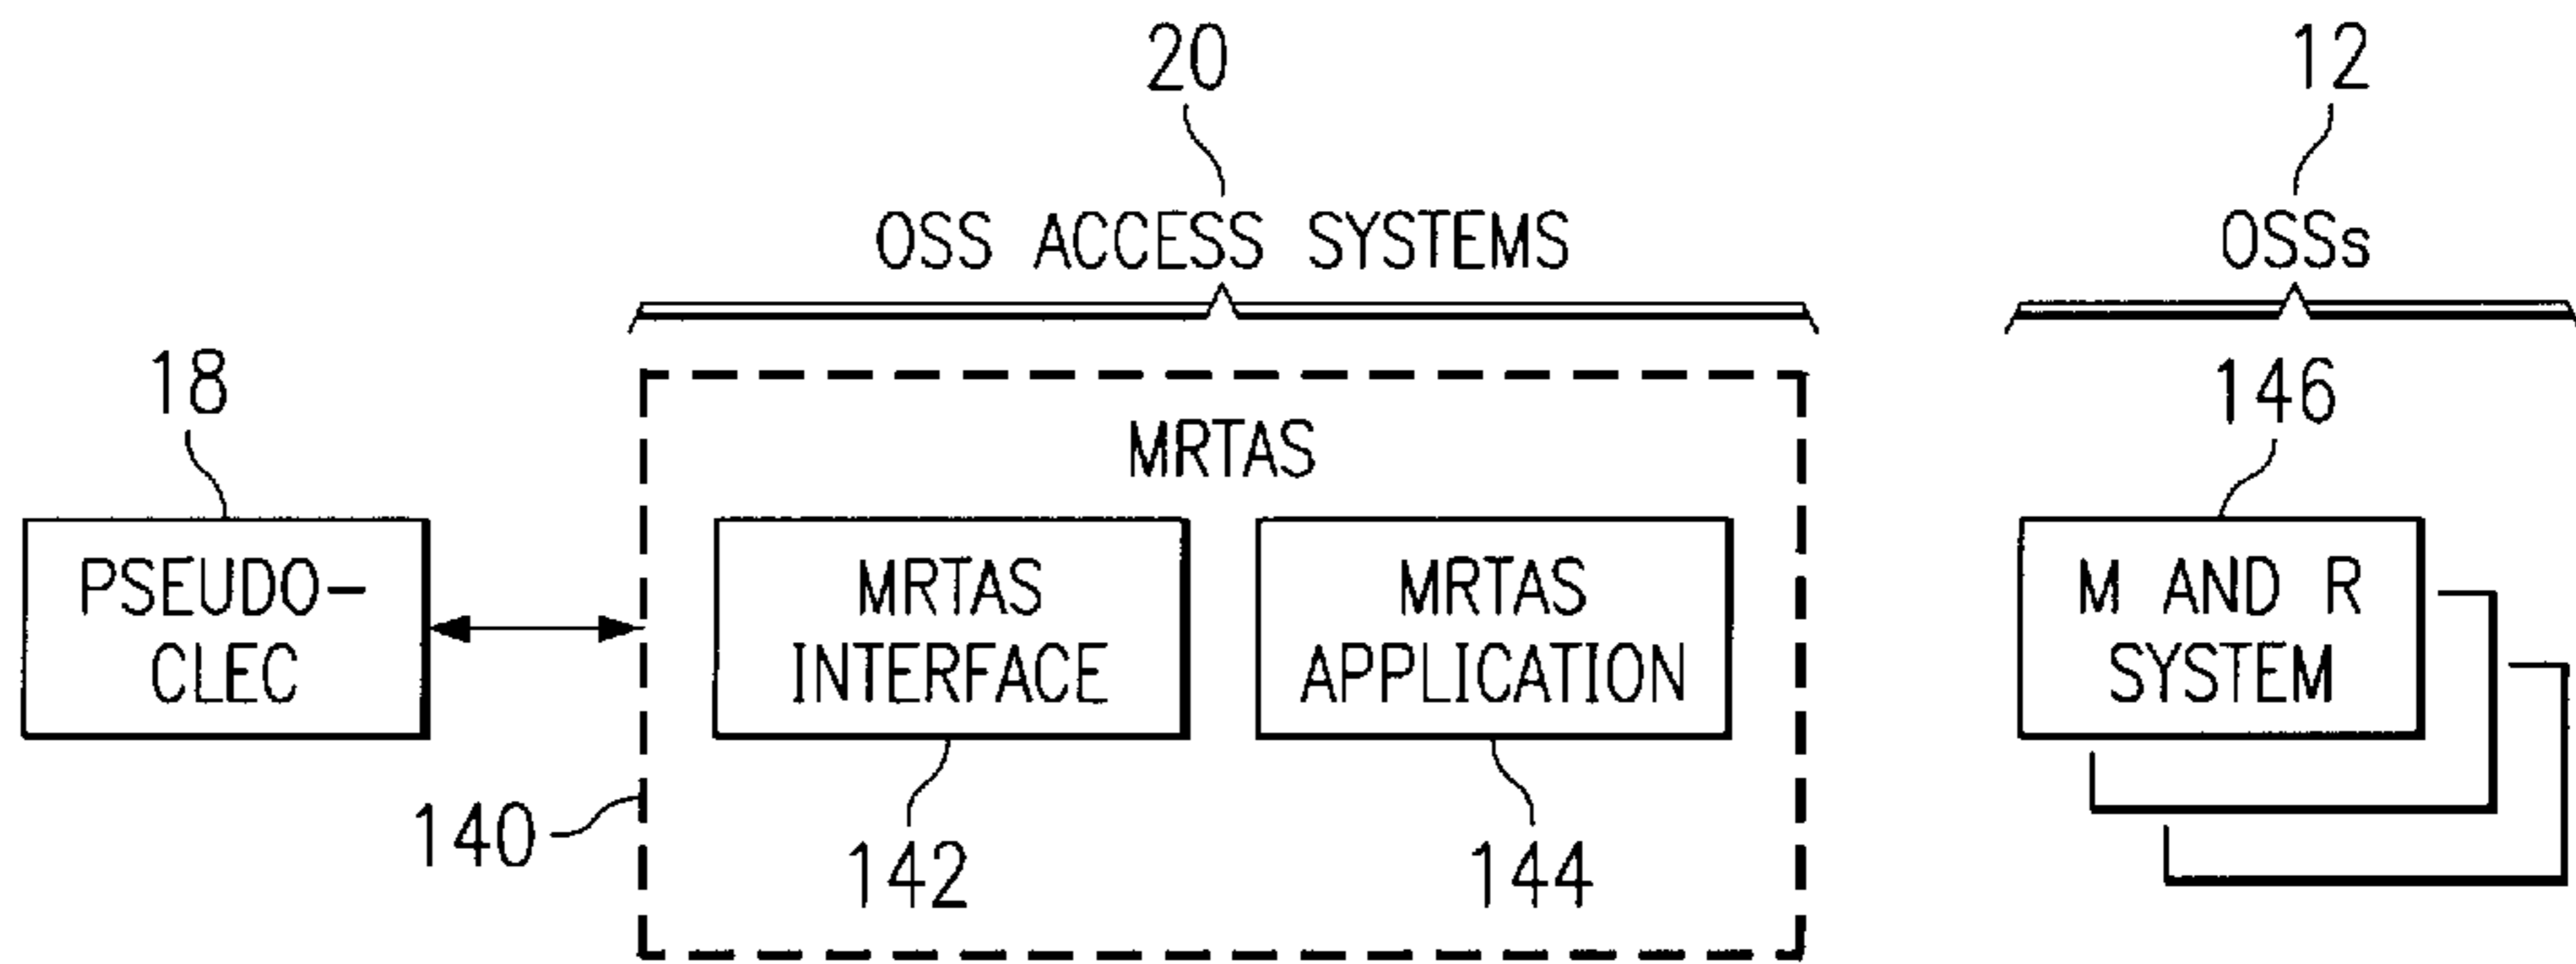 20
12
OSS ACCESS SYSTEMS
OSSs
18
146
MRTAS
PSEUDO-
CLEC
MRTAS
INTERFACE
MRTAS
APPLICATION
M AND R
SYSTEM
140
142
144